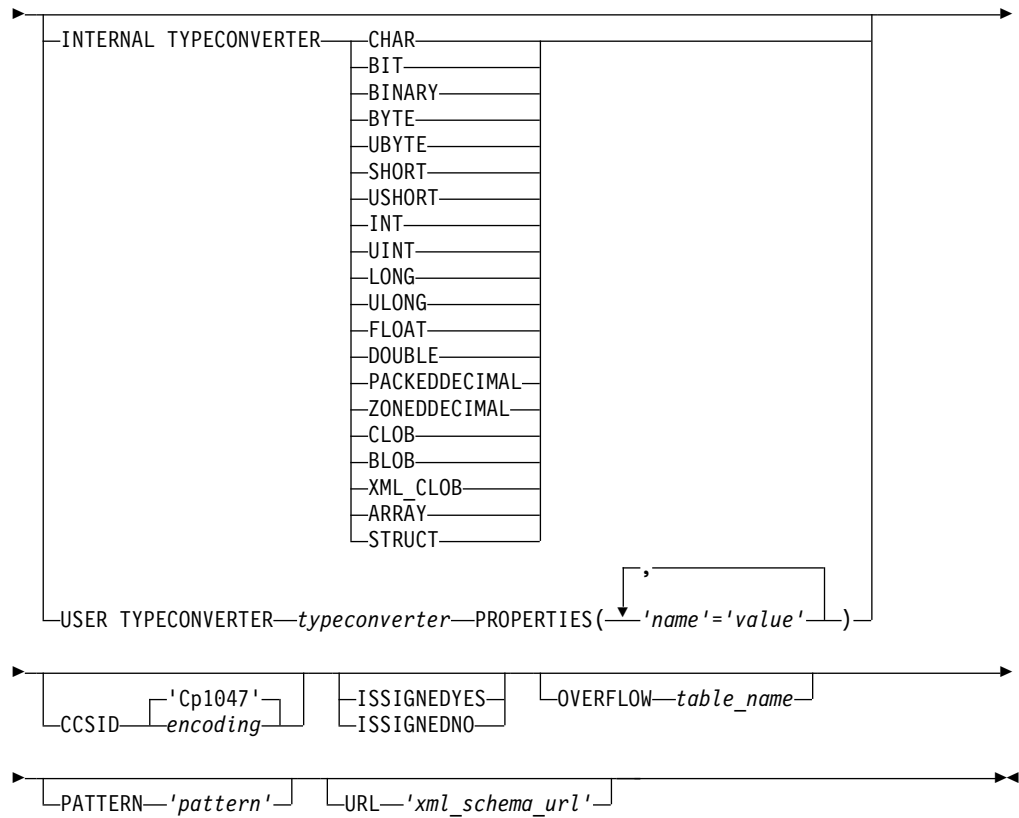 INTERNAL TYPECONVERTER CHAR
BIT
BINARY
BYTE
UBYTE
SHORT
USHORT
INT
UINT
LONG
ULONG
FLOAT
DOUBLE
PACKEDDECIMAL
ZONEDDECIMAL
CLOB
BLOB
XML_CLOB
ARRAY
STRUCT
,
USER TYPECONVERTER typeconverter PROPERTIES( 'name'='value' )
'Cp1047' ISSIGNEDYES OVERFLOW table_name
CCSID encoding ISSIGNEDNO
PATTERN 'pattern' URL 'xml_schema_url'